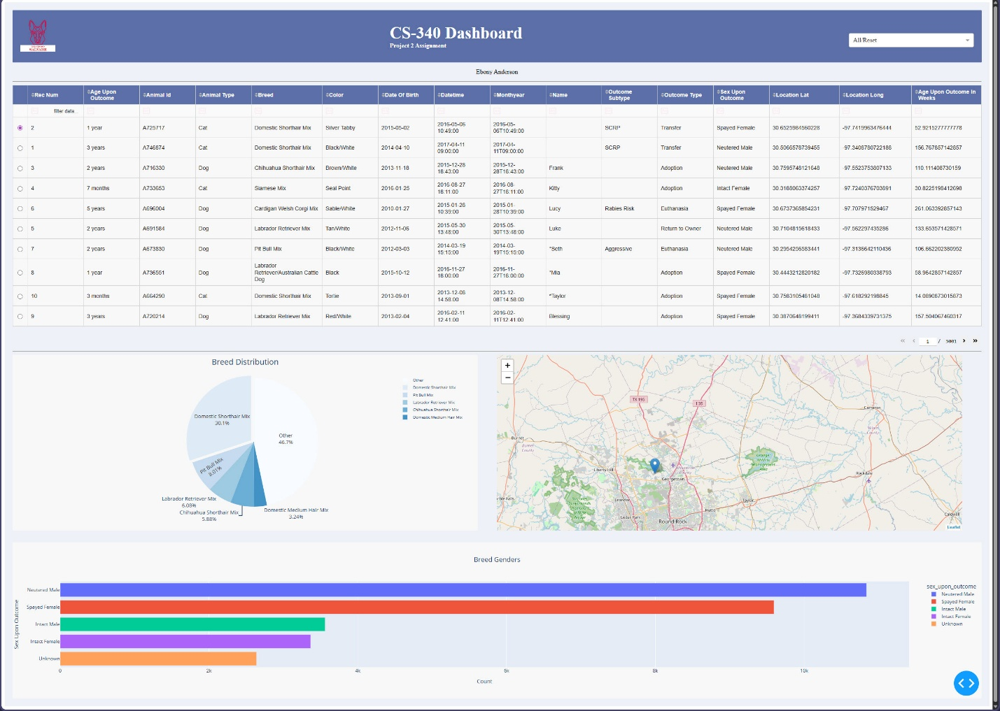 CS-340 Dashboard
Project 2 Assignment
All/Reset
SALVARE
Ebony Anderson
Rec Num Age Upon Outcome Animal Id Animal Type Breed Color Date Of Birth Datetime Monthyear Name Outcome Subtype Outcome Type Sex Upon Outcome Location Lat Location Long Age Upon Outcome In Weeks
filter data...
2 1 year A725717 Cat Domestic Shorthair Mix Silver Tabby 2015-05-02 2016-05-06 10:49:00 2016-05-06T10:49:00 SCRP Transfer Spayed Female 30.6525984560228 -97.7419963476444 52.9215277777778
1 3 years A746874 Cat Domestic Shorthair Mix Black/White 2014-04-10 2017-04-11 09:00:00 2017-04-11T09:00:00 SCRP Transfer Neutered Male 30.5066578739455 -97.3408780722188 156.767857142857
3 2 years A716330 Dog Chihuahua Shorthair Mix Brown/White 2013-11-18 2015-12-28 18:43:00 2015-12-28T18:43:00 Frank Adoption Neutered Male 30.7595748121648 -97.5523753807133 110.111408730159
4 7 months A733653 Cat Siamese Mix Seal Point 2016-01-25 2016-08-27 18:11:00 2016-08-27T18:11:00 Kitty Adoption Intact Female 30.3188063374257 -97.7240376703891 30.8225198412698
6 5 years A696004 Dog Cardigan Welsh Corgi Mix Sable/White 2010-01-27 2015-01-28 10:39:00 2015-01-28T10:39:00 Lucy Rabies Risk Euthanasia Spayed Female 30.6737365854231 -97.707971529467 261.063392857143
5 2 years A691584 Dog Labrador Retriever Mix Tan/White 2012-11-06 2015-05-30 13:48:00 2015-05-30T13:48:00 Luke Return to Owner Neutered Male 30.7104815618433 -97.562297435286 133.653571428571
7 2 years A673830 Dog Pit Bull Mix Black/White 2012-03-03 2014-03-19 15:15:00 2014-03-19T15:15:00 *Seth Aggressive Euthanasia Neutered Male 30.2954256583441 -97.3136642110436 106.662202380952
8 1 year A736551 Dog Labrador Retriever/Australian Cattle Dog Black 2015-10-12 2016-11-27 18:00:00 2016-11-27T18:00:00 *Mia Adoption Spayed Female 30.4443212820182 -97.7326980338793 58.9642857142857
10 3 months A664290 Cat Domestic Shorthair Mix Tortie 2013-09-01 2013-12-08 14:58:00 2013-12-08T14:58:00 *Taylor Adoption Spayed Female 30.7583105481048 -97.618292198845 14.0890873015873
9 3 years A720214 Dog Labrador Retriever Mix Red/White 2013-02-04 2016-02-11 12:41:00 2016-02-11T12:41:00 Blessing Adoption Spayed Female 30.3870648199411 -97.3684339731375 157.504067460317
« ‹ 1 / 5001 › »
Breed Distribution
Other
Domestic Shorthair Mix
Pit Bull Mix
Labrador Retriever Mix
Chihuahua Shorthair Mix
Domestic Medium Hair Mix
Domestic Shorthair Mix
30.1%
Other
46.7%
Pit Bull Mix
8.01%
Labrador Retriever Mix
6.08%
Chihuahua Shorthair Mix
5.88%
Domestic Medium Hair Mix
3.24%
+
−
TX 195
I 35
Cameron
Milam County
Burnet
Burnet County
Granger Wildlife Management Area
Liberty Hill
Williamson County
Georgetown
Rockdale
Balcones Canyonlands National Wildlife Refuge
Marble Falls
Leander
Taylor
Cedar Park
Round Rock
Hutto
Caldwell
Leaflet
Breed Genders
Sex Upon Outcome
Neutered Male
Spayed Female
Intact Male
Intact Female
Unknown
0 2k 4k 6k 8k 10k
Count
sex_upon_outcome
Neutered Male
Spayed Female
Intact Male
Intact Female
Unknown